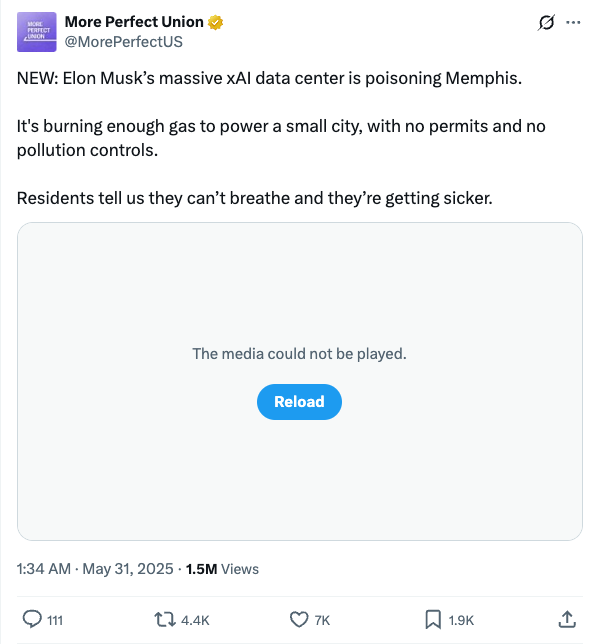 MORE
PERFECT
UNION
More Perfect Union
@MorePerfectUS
NEW: Elon Musk’s massive xAI data center is poisoning Memphis.
It's burning enough gas to power a small city, with no permits and no
pollution controls.
Residents tell us they can’t breathe and they’re getting sicker.
The media could not be played.
Reload
1:34 AM · May 31, 2025 · 1.5M Views
111
4.4K
7K
1.9K